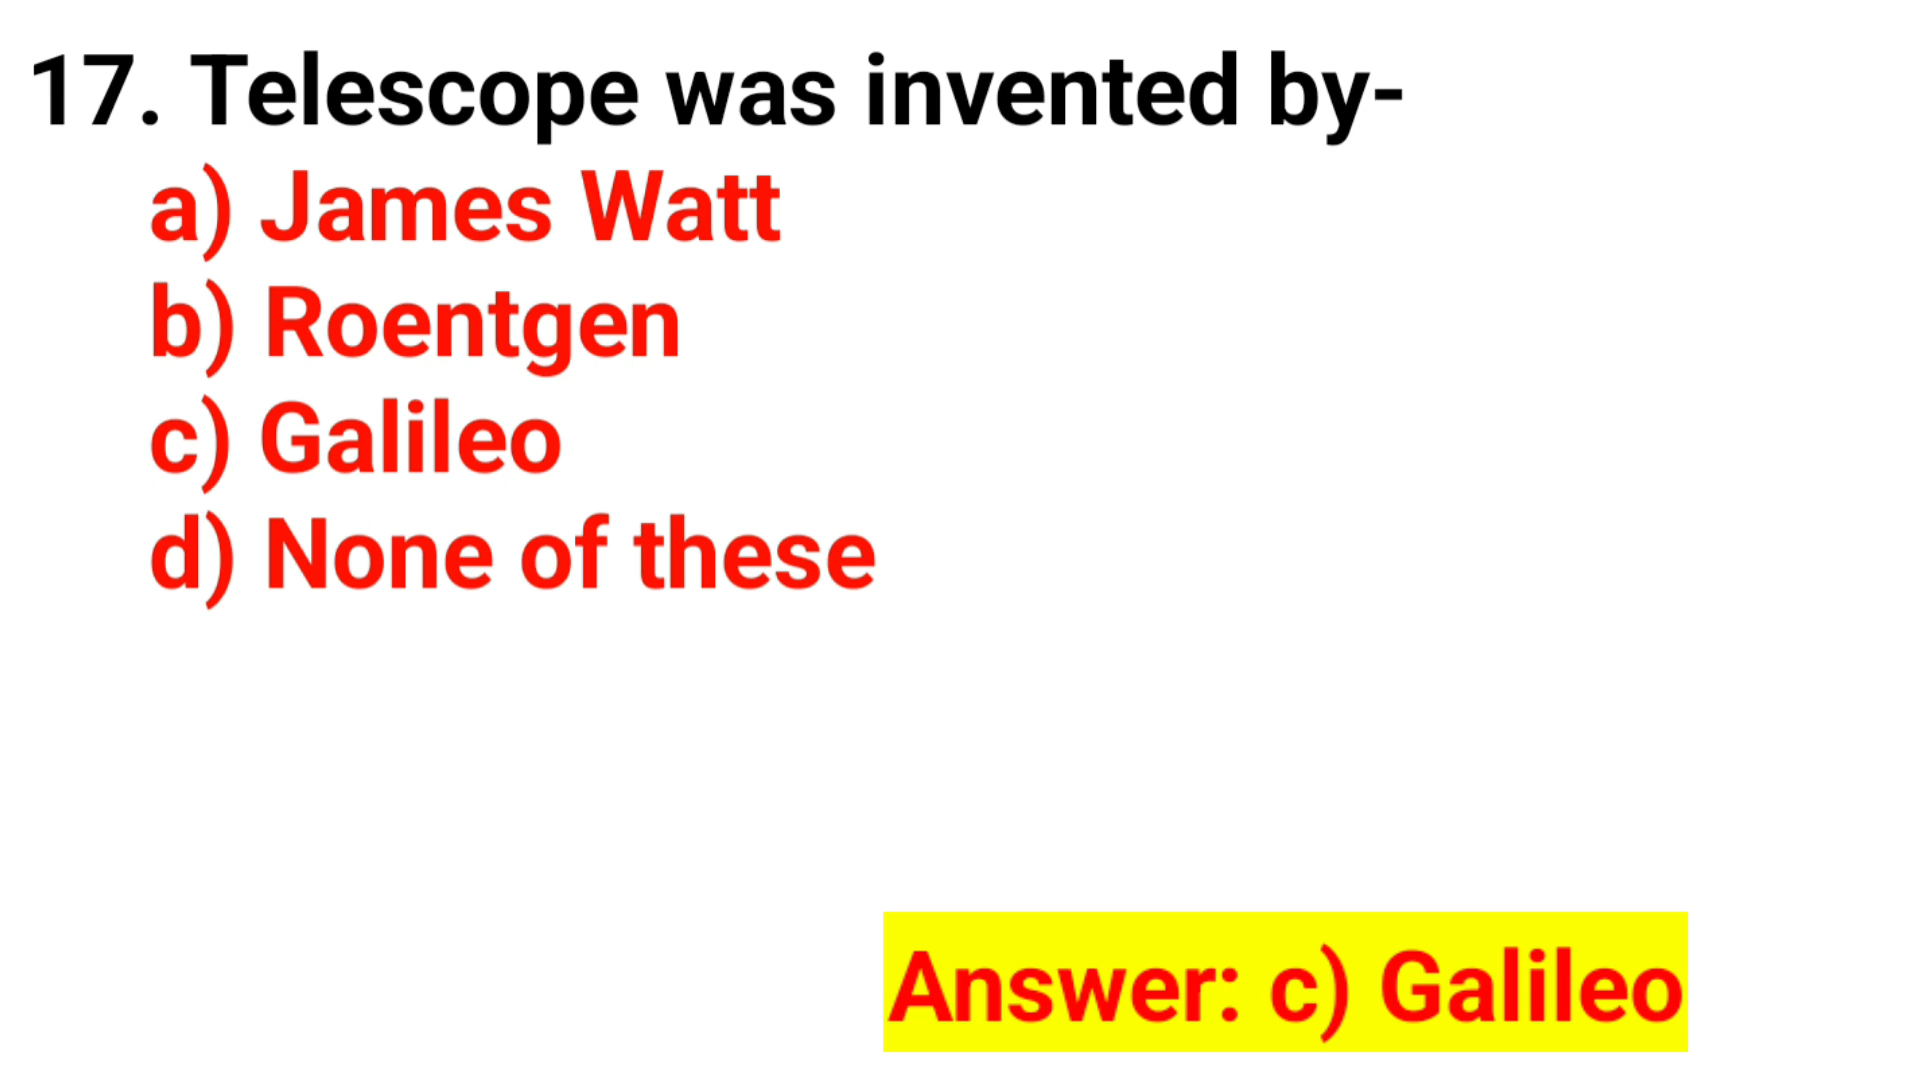 17. Telescope was invented by-
a) James Watt
b) Roentgen
c) Galileo
d) None of these
Answer: c) Galileo